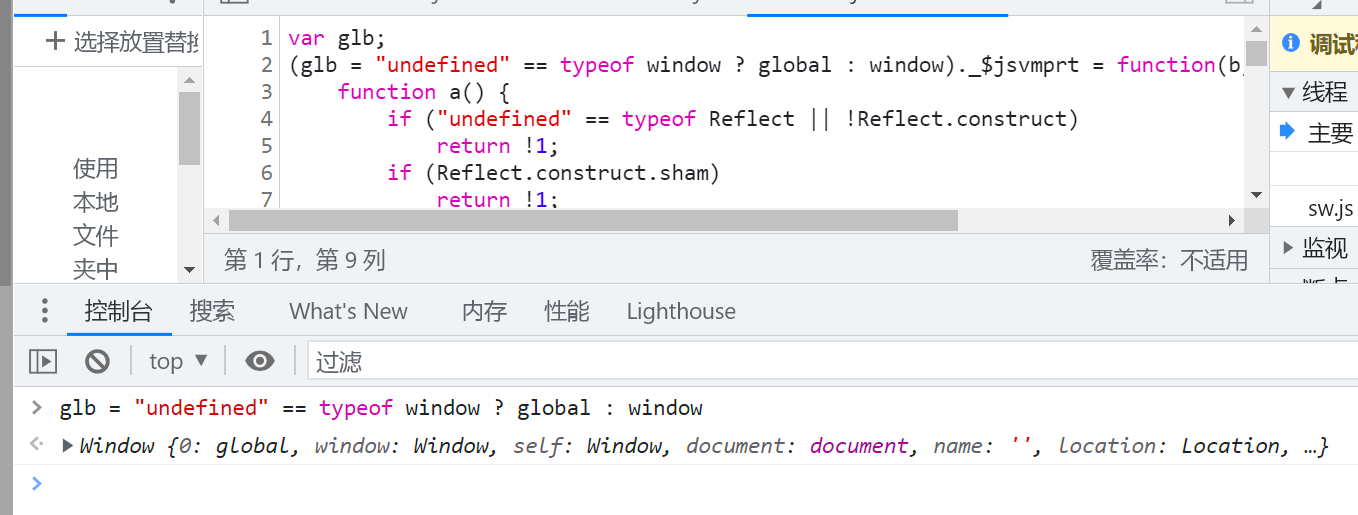 选择放置替换
使用
本地
文件
夹中
1 var glb;
2 (glb = "undefined" == typeof window ? global : window)._$jsvmprt = function(b,
3 function a() {
4 if ("undefined" == typeof Reflect || !Reflect.construct)
5 return !1;
6 if (Reflect.construct.sham)
7 return !1;
第 1 行，第 9 列
覆盖率：不适用
调试
线程
主要
sw.js
监视
控制台 搜索 What's New 内存 性能 Lighthouse
top ▼ 过滤
> glb = "undefined" == typeof window ? global : window
Window {0: global, window: Window, self: Window, document: document, name: '', location: Location, …}
>